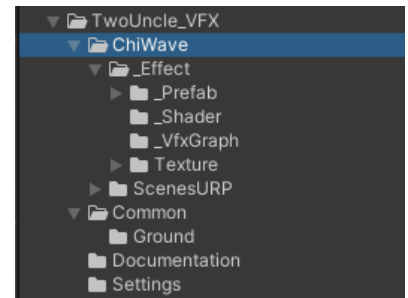 TwoUncle_VFX
ChiWave
_Effect
_Prefab
_Shader
_VfxGraph
Texture
ScenesURP
Common
Ground
Documentation
Settings